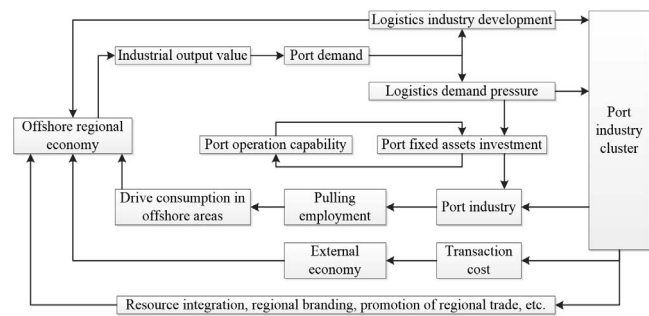 Logistics industry development
Industrial output value
Port demand
Logistics demand pressure
Offshore regional
economy
Port operation capability
Port fixed assets investment
Port
industry
cluster
Drive consumption in
offshore areas
Pulling
employment
Port industry
External
economy
Transaction
cost
Resource integration, regional branding, promotion of regional trade, etc.